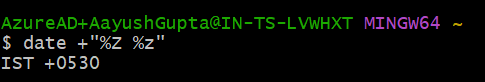 AzureAD+AayushGupta@IN-TS-LVWHXT MINGW64 ~
$ date +"%Z %z"
IST +0530